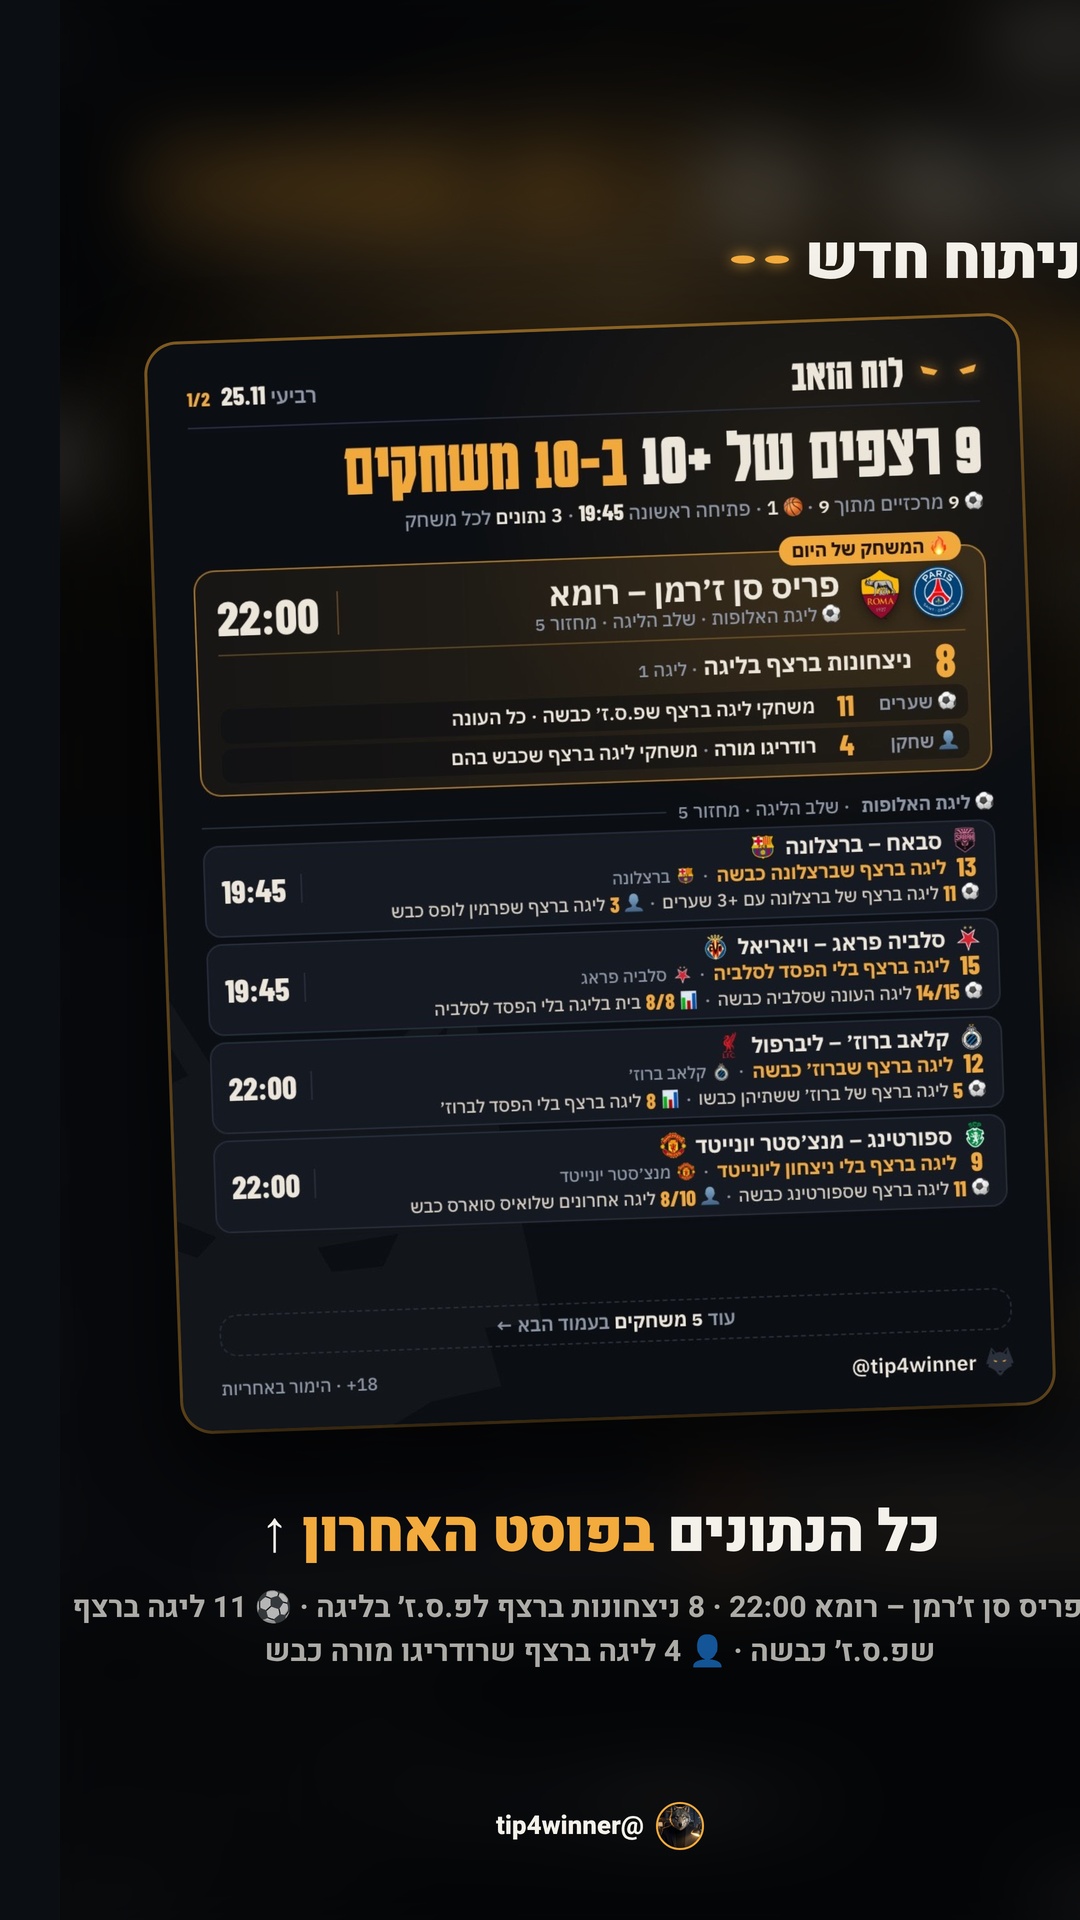 ניתוח חדש
לוח הזאב
רביעי 25.11 1/2
9 רצפים של 10+ ב-10 משחקים
⚽ 9 מרכזיים מתוך 9 · 🏀 1 · פתיחה ראשונה 19:45 · 3 נתונים לכל משחק
🔥 המשחק של היום
פריס סן ז׳רמן – רומא
22:00
⚽ ליגת האלופות · שלב הליגה · מחזור 5
8 ניצחונות ברצף בליגה · ליגה 1
⚽ שערים 11 משחקי ליגה ברצף שפ.ס.ז׳ כבשה · כל העונה
👤 שחקן 4 רודריגו מורה · משחקי ליגה ברצף שכבש בהם
⚽ ליגת האלופות · שלב הליגה · מחזור 5
סבאח – ברצלונה
19:45
13 ליגה ברצף שברצלונה כבשה · ברצלונה
⚽ 11 ליגה ברצף של ברצלונה עם +3 שערים · 👤 3 ליגה ברצף שפרמין לופס כבש
סלביה פראג – ויאריאל
19:45
15 ליגה ברצף בלי הפסד לסלביה · סלביה פראג
⚽ 14/15 ליגה העונה שסלביה כבשה · 📊 8/8 בית בליגה בלי הפסד לסלביה
קלאב ברוז׳ – ליברפול
22:00
12 ליגה ברצף שברוז׳ כבשה · קלאב ברוז׳
⚽ 5 ליגה ברצף של ברוז׳ ששתיהן כבשו · 📊 8 ליגה ברצף בלי הפסד לברוז׳
ספורטינג – מנצ׳סטר יונייטד
22:00
9 ליגה ברצף בלי ניצחון ליונייטד · מנצ׳סטר יונייטד
⚽ 11 ליגה ברצף שספורטינג כבשה · 👤 8/10 ליגה אחרונים שלואיס סוארס כבש
עוד 5 משחקים בעמוד הבא ←
@tip4winner
18+ · הימור באחריות
כל הנתונים בפוסט האחרון ↑
פריס סן ז׳רמן – רומא 22:00 · 8 ניצחונות ברצף לפ.ס.ז׳ בליגה · ⚽ 11 ליגה ברצף
שפ.ס.ז׳ כבשה · 👤 4 ליגה ברצף שרודריגו מורה כבש
tip4winner@